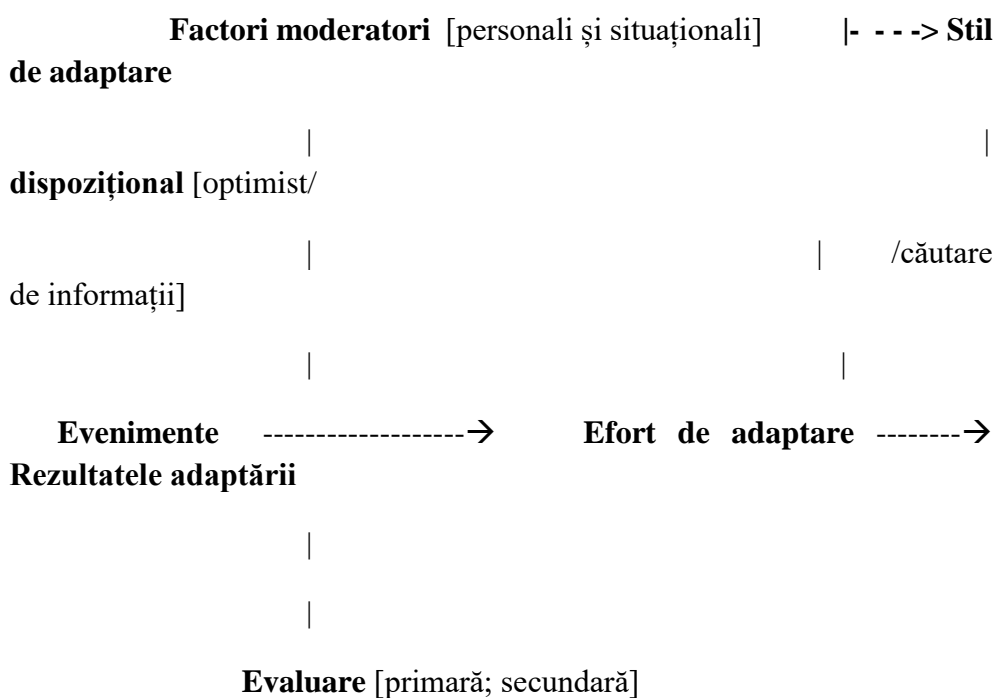 Factori moderatori [personali și situaționali] |- - - -> Stil
de adaptare
| |
dispozițional [optimist/
| | /căutare
de informații]
| |
Evenimente -------------------→ Efort de adaptare --------→
Rezultatele adaptării
|
|
Evaluare [primară; secundară]